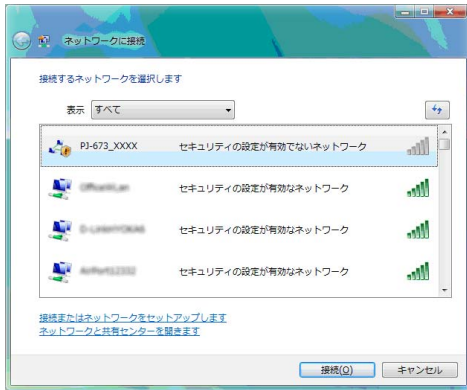 ネットワークに接続
接続するネットワークを選択します
表示 すべて
PJ-673_XXXX セキュリティの設定が有効でないネットワーク
セキュリティの設定が有効なネットワーク
セキュリティの設定が有効なネットワーク
セキュリティの設定が有効なネットワーク
接続またはネットワークをセットアップします
ネットワークと共有センターを開きます
接続(O) キャンセル